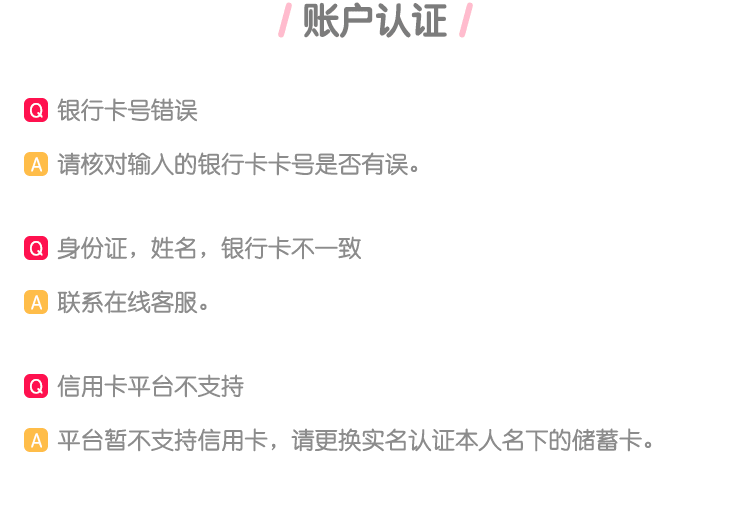 账户认证
Q 银行卡号错误
A 请核对输入的银行卡卡号是否有误。
Q 身份证，姓名，银行卡不一致
A 联系在线客服。
Q 信用卡平台不支持
A 平台暂不支持信用卡，请更换实名认证本人名下的储蓄卡。